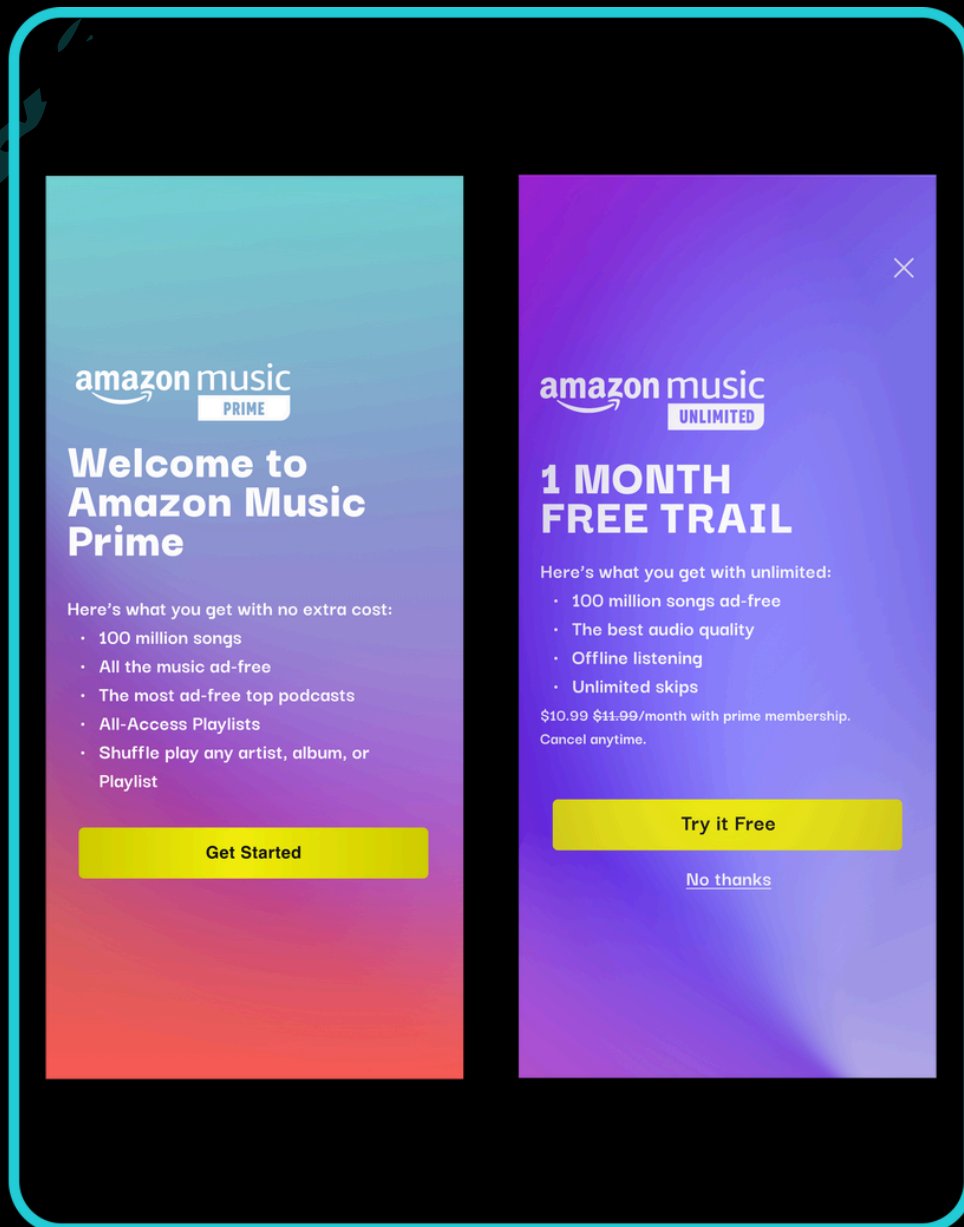 amazon music
PRIME
Welcome to
Amazon Music
Prime
Here's what you get with no extra cost:
• 100 million songs
• All the music ad-free
• The most ad-free top podcasts
• All-Access Playlists
• Shuffle play any artist, album, or
Playlist
Get Started
amazon music
UNLIMITED
1 MONTH
FREE TRAIL
Here's what you get with unlimited:
• 100 million songs ad-free
• The best audio quality
• Offline listening
• Unlimited skips
$10.99 $11.99/month with prime membership.
Cancel anytime.
Try it Free
No thanks